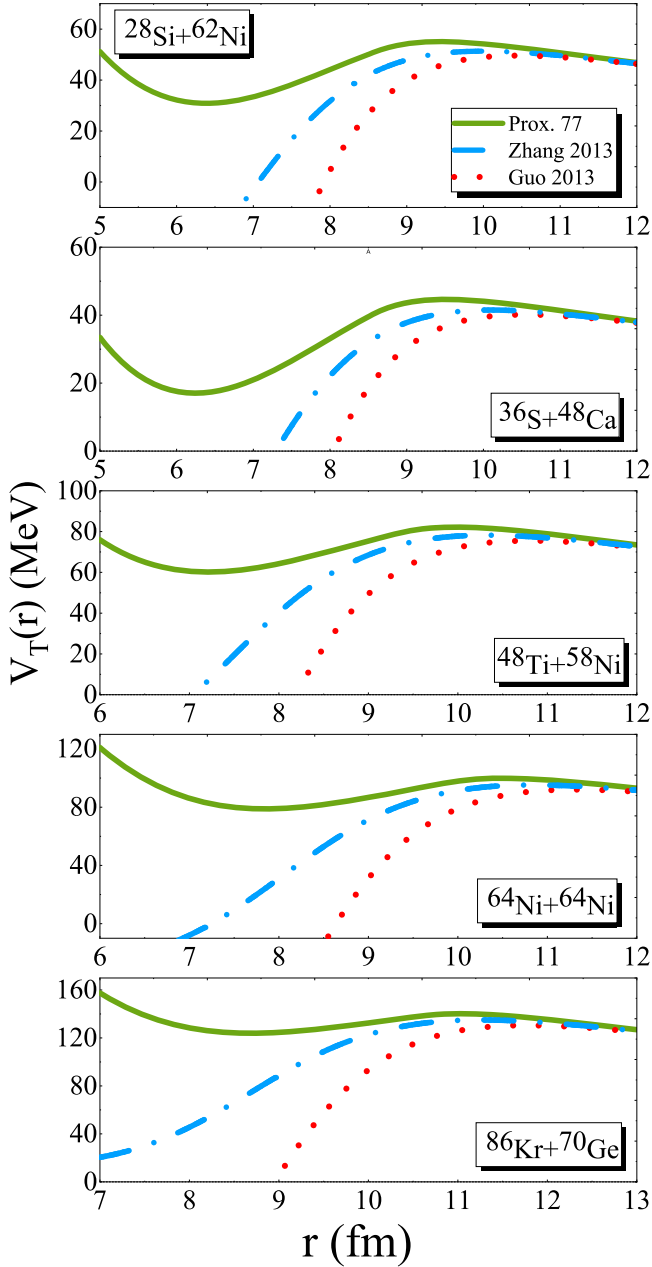 ²⁸Si+⁶²Ni
60
40
20
0
Prox. 77
Zhang 2013
Guo 2013
5 6 7 8 9 10 11 12
A
60
40
20
0
³⁶S+⁴⁸Ca
5 6 7 8 9 10 11 12
V_T(r) (MeV)
100
80
60
40
20
0
⁴⁸Ti+⁵⁸Ni
6 7 8 9 10 11 12
120
80
40
0
⁶⁴Ni+⁶⁴Ni
6 7 8 9 10 11 12
160
120
80
40
0
⁸⁶Kr+⁷⁰Ge
7 8 9 10 11 12 13
r (fm)